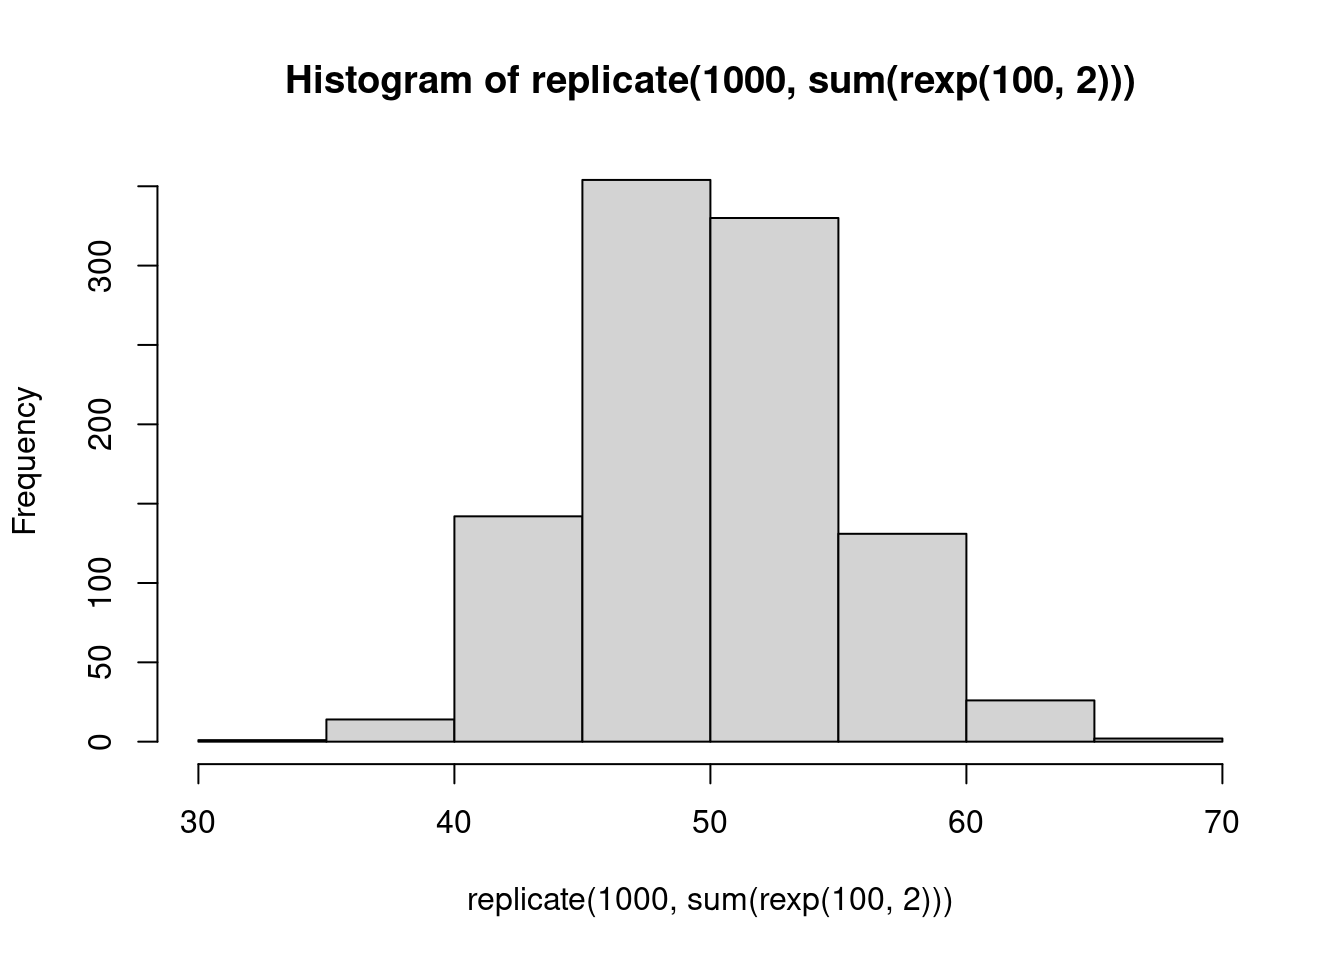 Histogram of replicate(1000, sum(rexp(100, 2)))
Frequency
300
200
100
50
0
30 40 50 60 70
replicate(1000, sum(rexp(100, 2)))